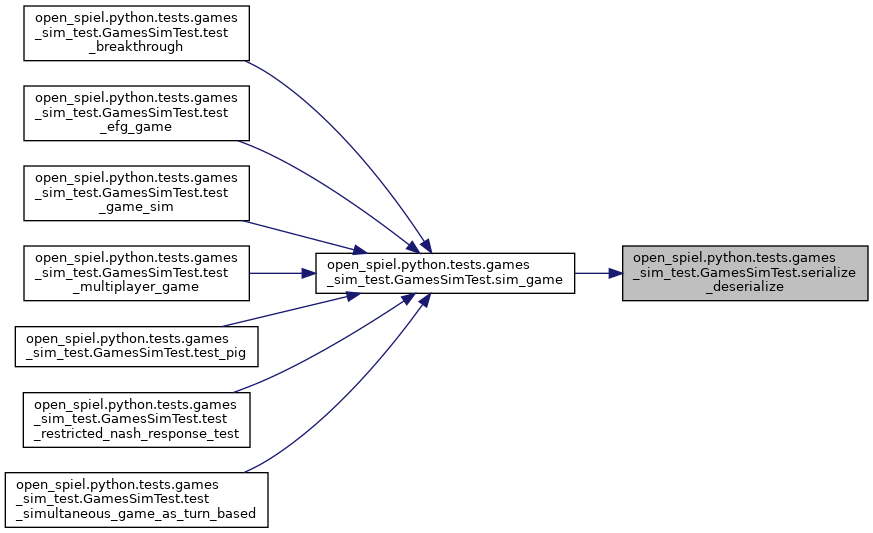 open_spiel.python.tests.games
_sim_test.GamesSimTest.test
_breakthrough
open_spiel.python.tests.games
_sim_test.GamesSimTest.test
_efg_game
open_spiel.python.tests.games
_sim_test.GamesSimTest.test
_game_sim
open_spiel.python.tests.games
_sim_test.GamesSimTest.test
_multiplayer_game
open_spiel.python.tests.games
_sim_test.GamesSimTest.test_pig
open_spiel.python.tests.games
_sim_test.GamesSimTest.test
_restricted_nash_response_test
open_spiel.python.tests.games
_sim_test.GamesSimTest.test
_simultaneous_game_as_turn_based
open_spiel.python.tests.games
_sim_test.GamesSimTest.sim_game
open_spiel.python.tests.games
_sim_test.GamesSimTest.serialize
_deserialize